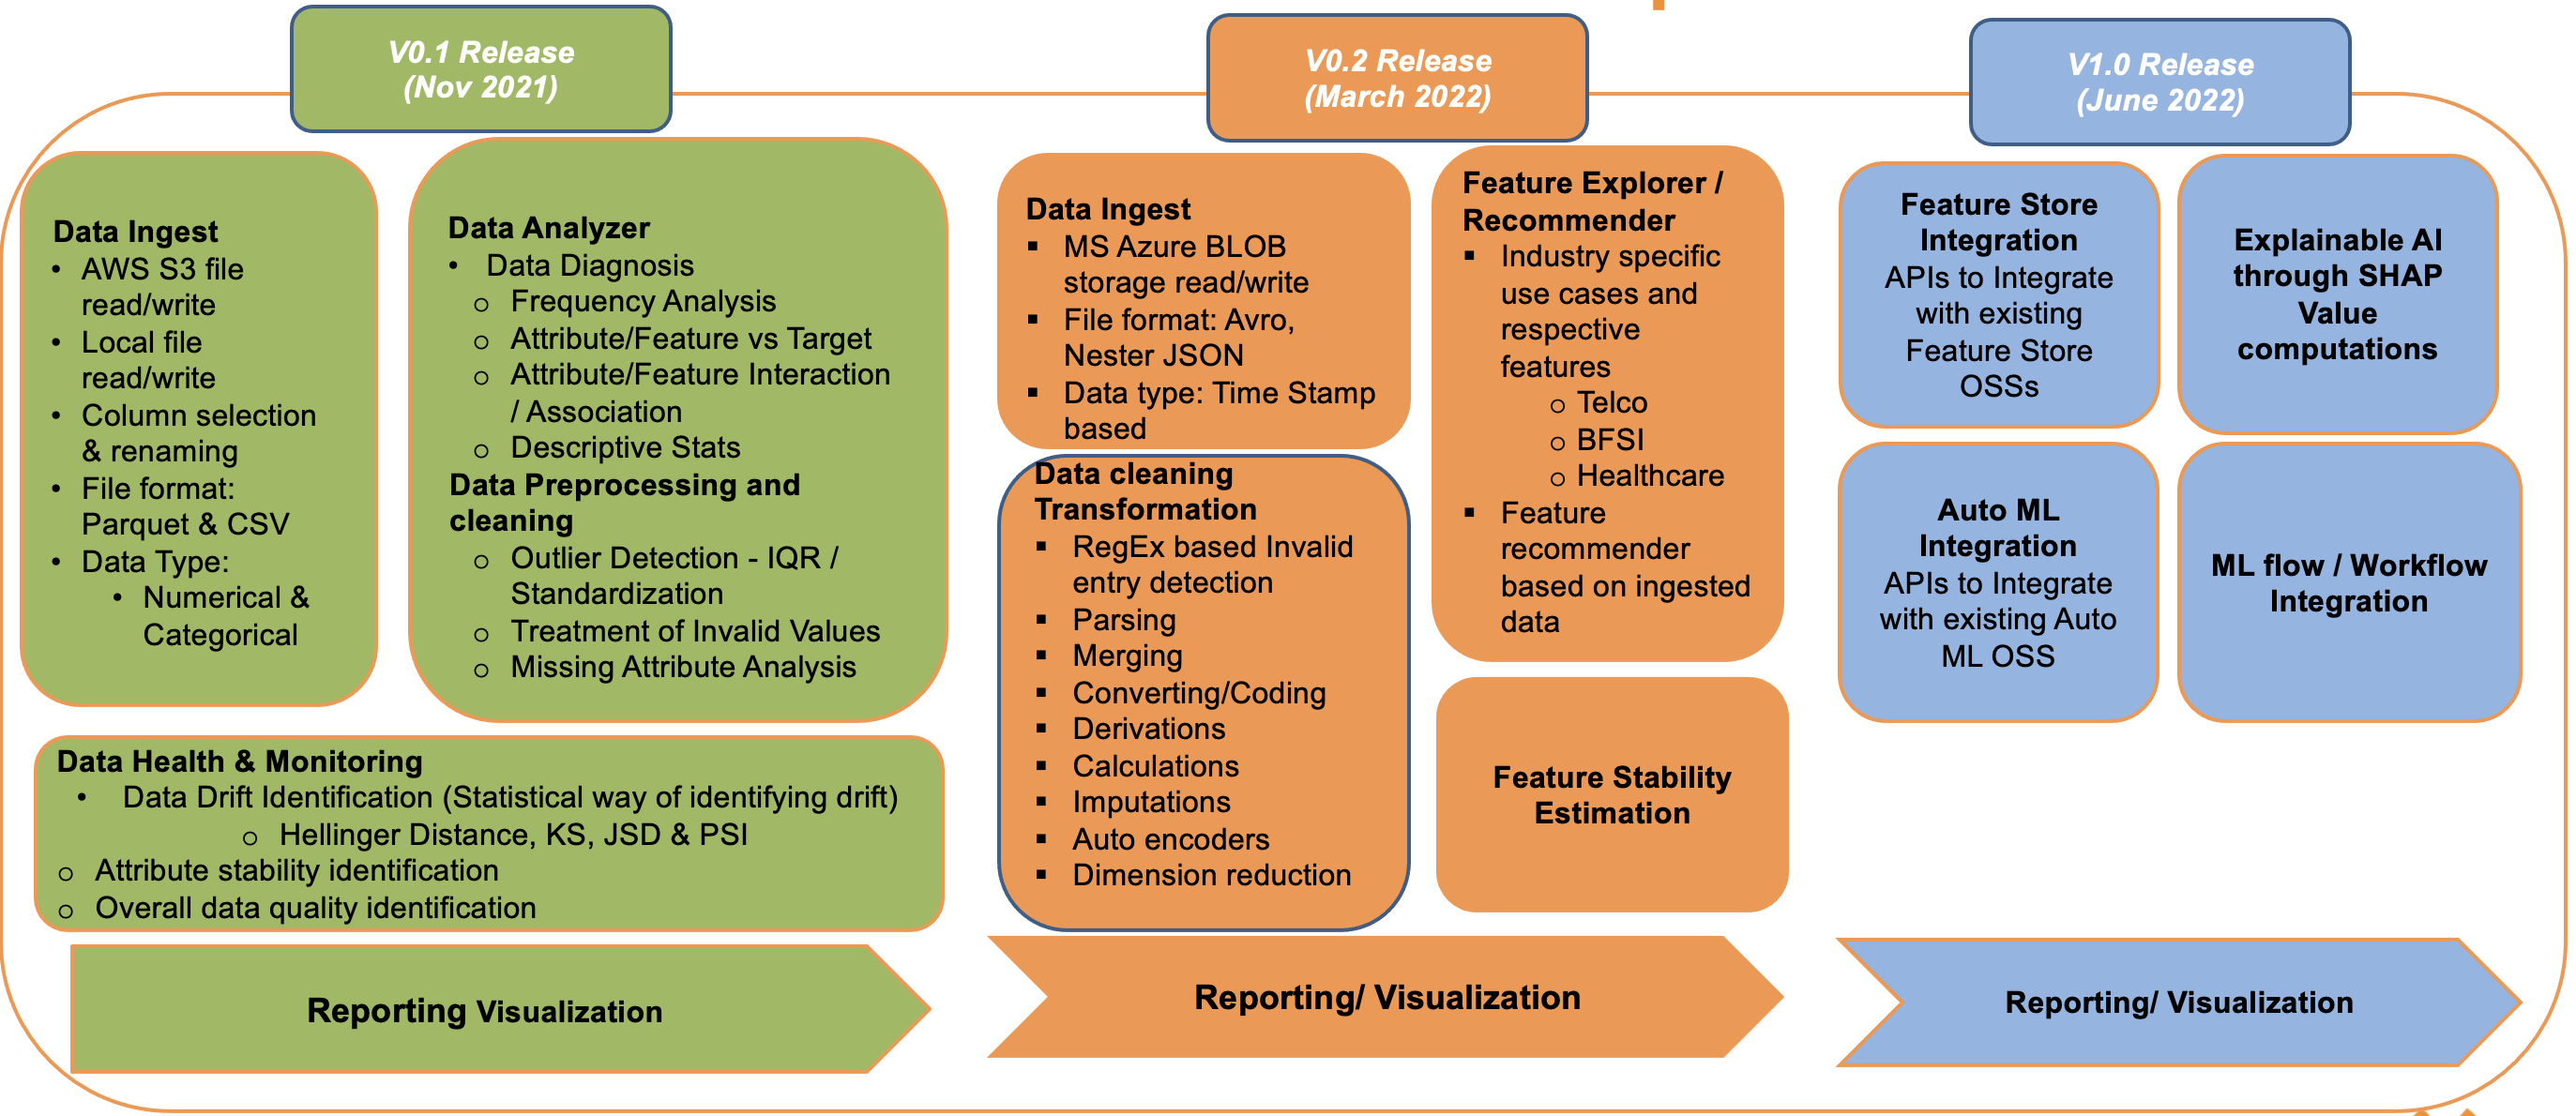 V0.1 Release
(Nov 2021)
Data Ingest
• AWS S3 file
read/write
• Local file
read/write
• Column selection
& renaming
• File format:
Parquet & CSV
• Data Type:
• Numerical &
Categorical
Data Analyzer
• Data Diagnosis
o Frequency Analysis
o Attribute/Feature vs Target
o Attribute/Feature Interaction
/ Association
o Descriptive Stats
Data Preprocessing and
cleaning
o Outlier Detection - IQR /
Standardization
o Treatment of Invalid Values
o Missing Attribute Analysis
Data Health & Monitoring
• Data Drift Identification (Statistical way of identifying drift)
o Hellinger Distance, KS, JSD & PSI
o Attribute stability identification
o Overall data quality identification
Reporting Visualization
V0.2 Release
(March 2022)
Data Ingest
▪ MS Azure BLOB
storage read/write
▪ File format: Avro,
Nester JSON
▪ Data type: Time Stamp
based
Data cleaning
Transformation
▪ RegEx based Invalid
entry detection
▪ Parsing
▪ Merging
▪ Converting/Coding
▪ Derivations
▪ Calculations
▪ Imputations
▪ Auto encoders
▪ Dimension reduction
Feature Explorer /
Recommender
▪ Industry specific
use cases and
respective
features
o Telco
o BFSI
o Healthcare
▪ Feature
recommender
based on ingested
data
Feature Stability
Estimation
Reporting/ Visualization
V1.0 Release
(June 2022)
Feature Store
Integration
APIs to Integrate
with existing
Feature Store
OSSs
Explainable AI
through SHAP
Value
computations
Auto ML
Integration
APIs to Integrate
with existing Auto
ML OSS
ML flow / Workflow
Integration
Reporting/ Visualization